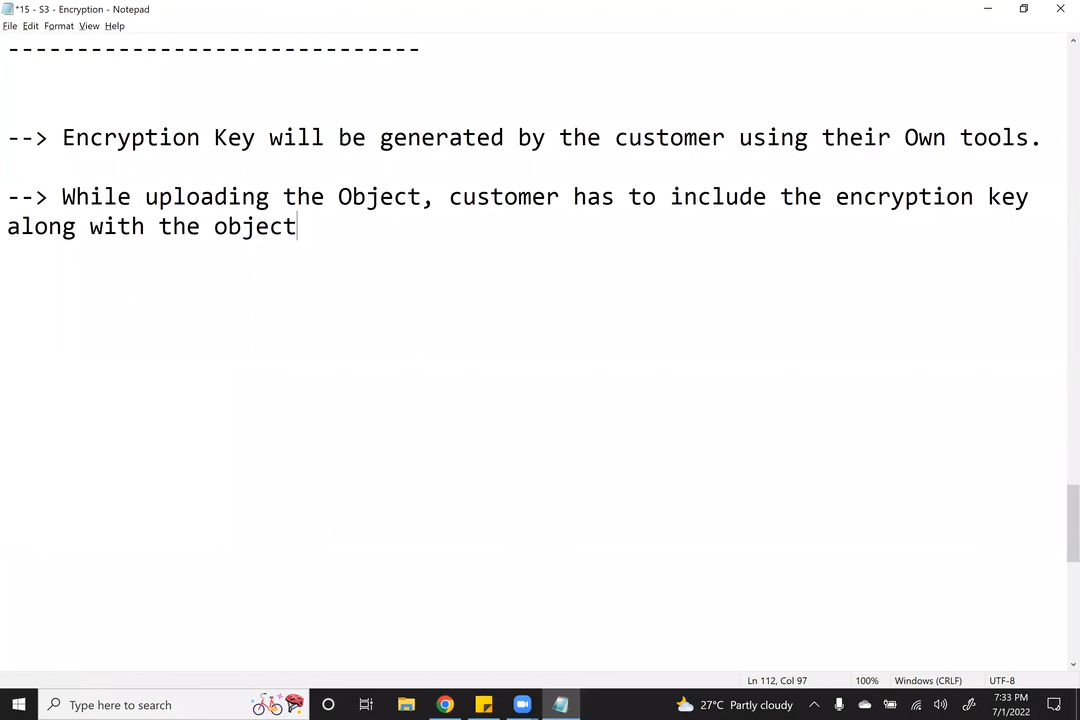 *15 - S3 - Encryption - Notepad
File Edit Format View Help
------------------------------
--> Encryption Key will be generated by the customer using their Own tools.
--> While uploading the Object, customer has to include the encryption key
along with the object
Ln 112, Col 97 100% Windows (CRLF) UTF-8
Type here to search 27°C Partly cloudy 7:33 PM
7/1/2022